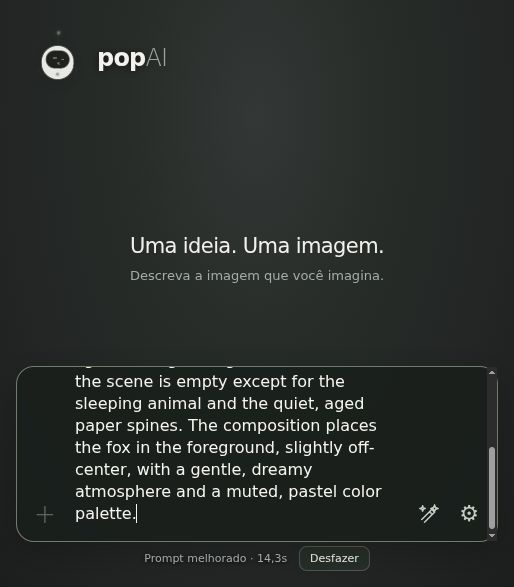 popAI
Uma ideia. Uma imagem.
Descreva a imagem que você imagina.
the scene is empty except for the
sleeping animal and the quiet, aged
paper spines. The composition places
the fox in the foreground, slightly off-
center, with a gentle, dreamy
atmosphere and a muted, pastel color
palette.
Prompt melhorado · 14,3s
Desfazer